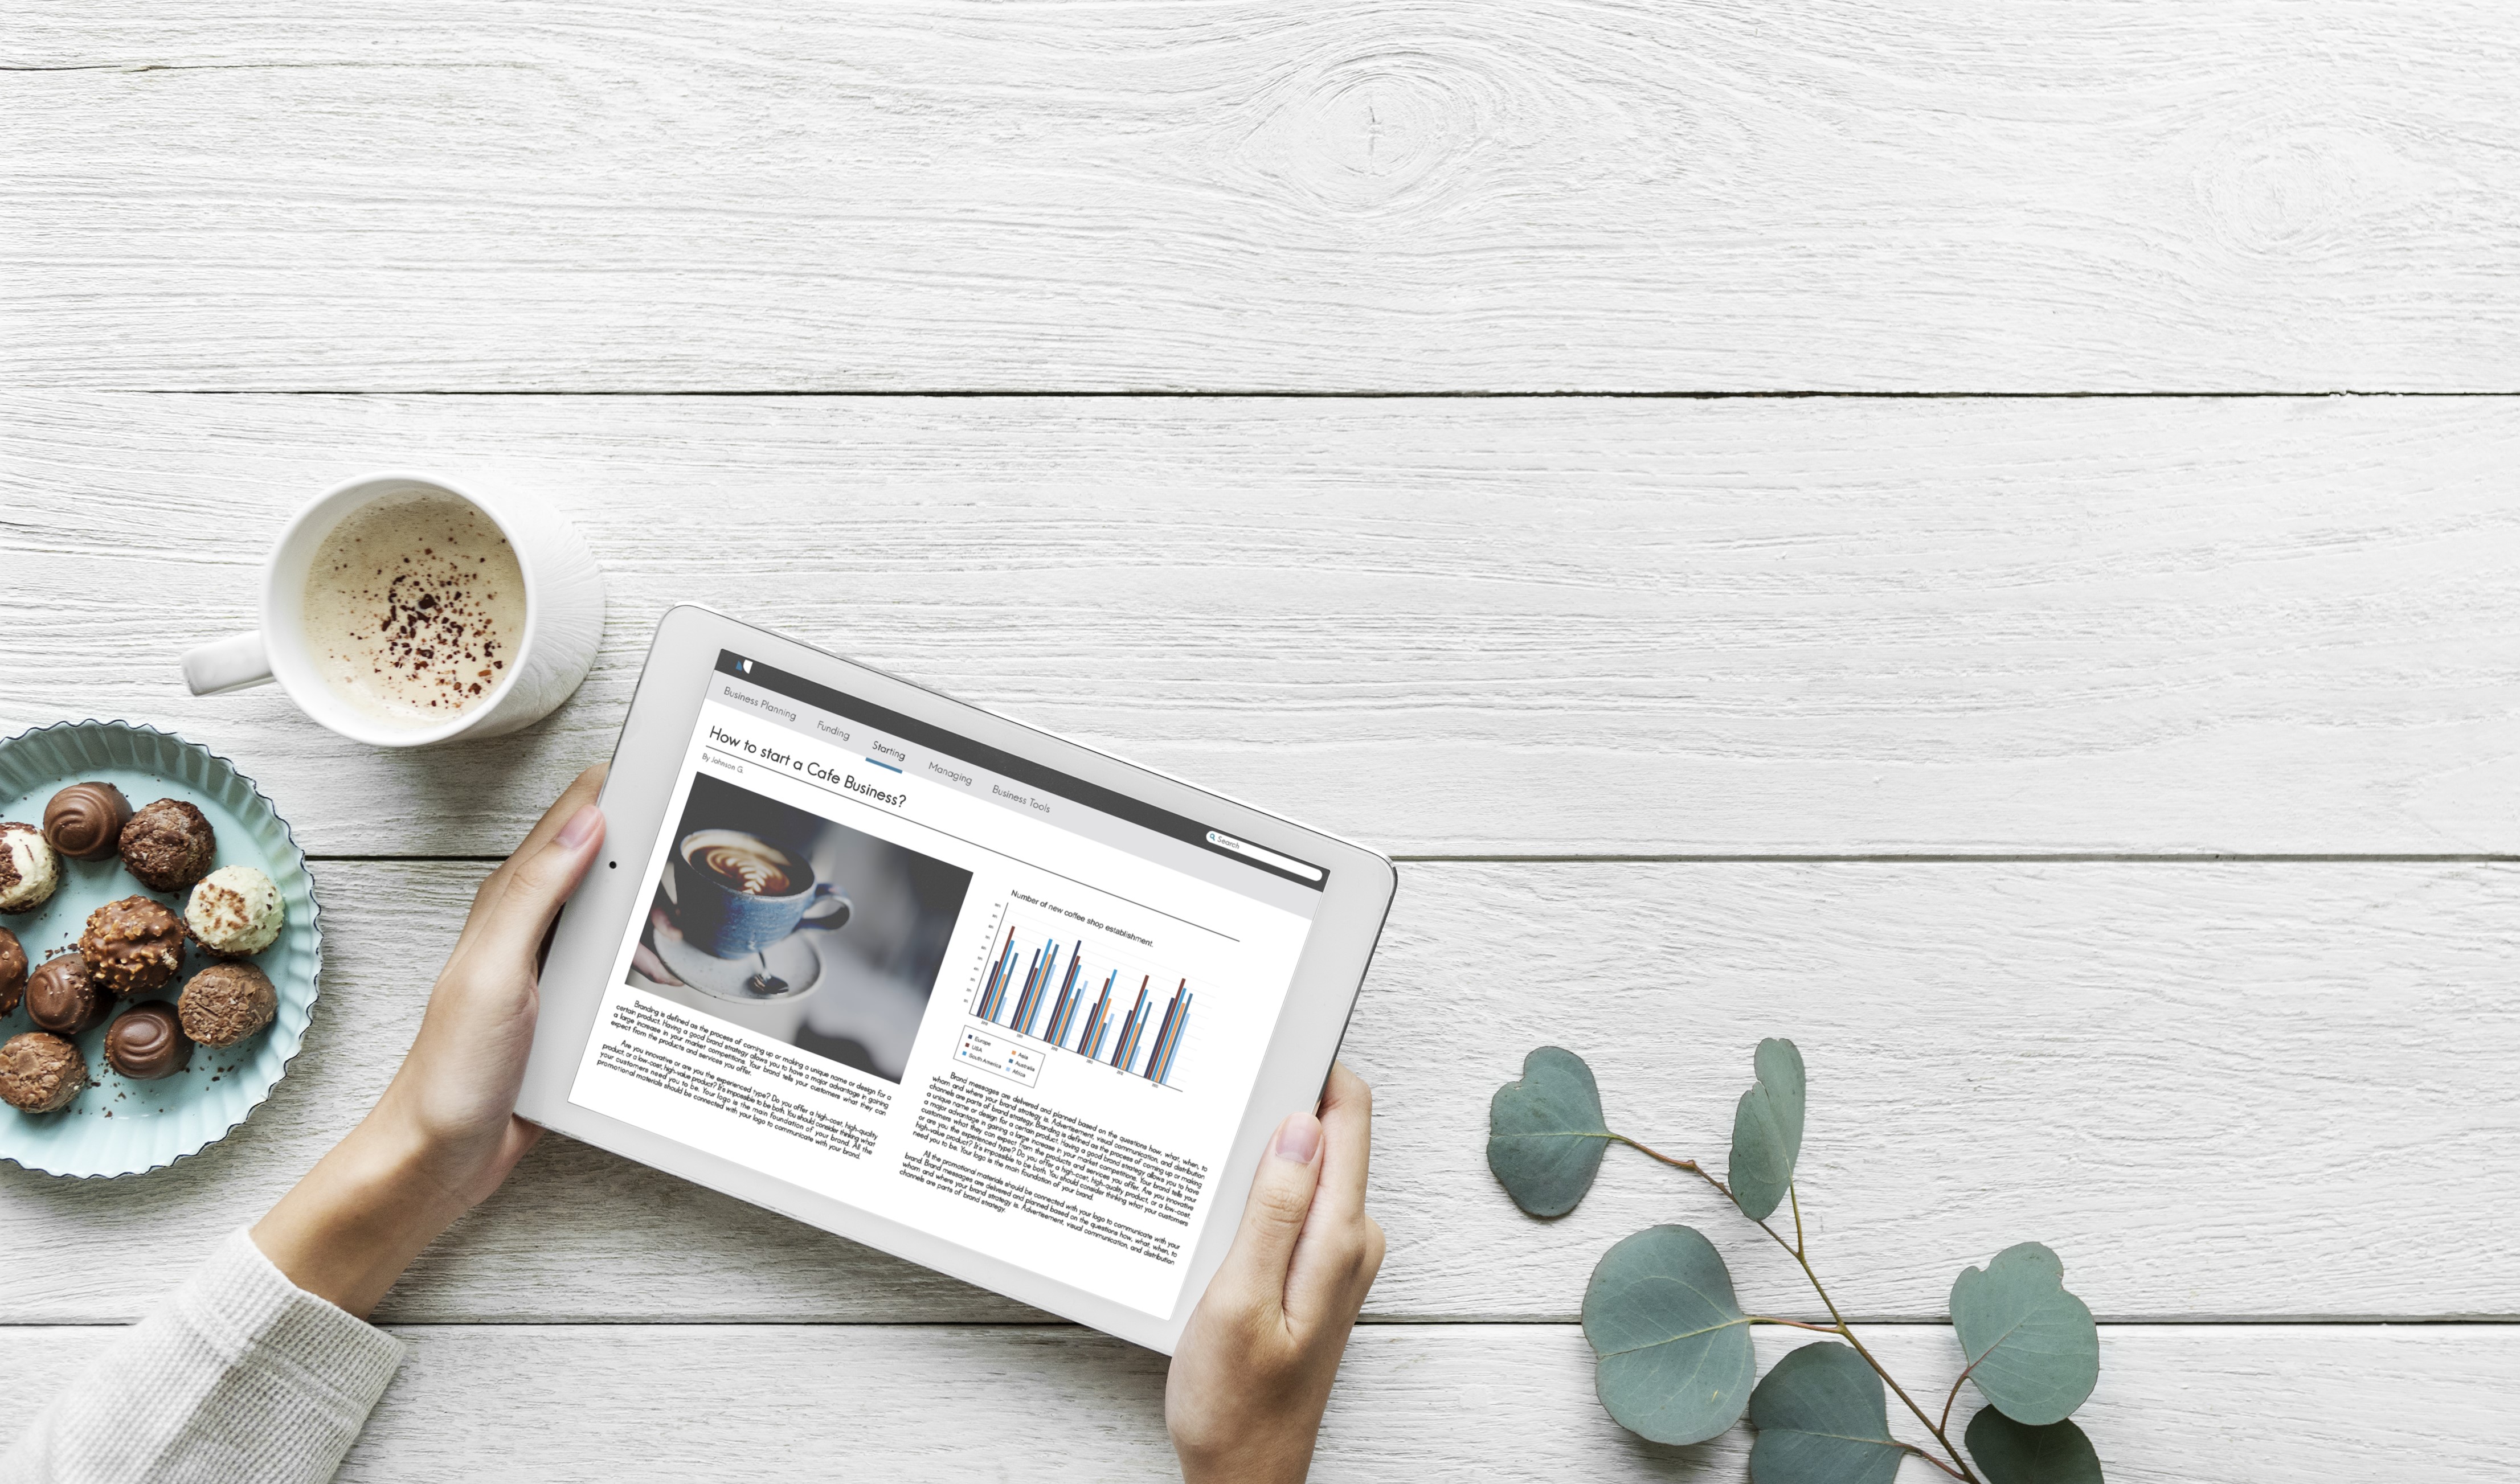 Business Planning
Funding
Starting
Managing
Business Tools
Search
How to start a Cafe Business?
By Johnson G.
Branding is defined as the process of coming up or making a unique name or design for a
certain product. Having a good brand strategy allows you to have a major advantage in gaining
a large increase in your market competitions. Your brand tells your customers what they can
expect from the products and services you offer.
Are you innovative or are you the experienced type? Do you offer a high-cost, high-quality
product, or a low-cost, high-value product? It's impossible to be both. You should consider thinking what
your customers need you to be. Your logo is the main foundation of your brand. All the
promotional materials should be connected with your logo to communicate with your brand.
Number of new coffee shop establishment.
Europe
Asia
USA
Australia
South America
Africa
Brand messages are delivered and planned based on the questions how, what, when, to
whom and where your brand strategy is. Advertisement, visual communication, and distribution
channels are parts of brand strategy. Branding is defined as the process of coming up or making
a unique name or design for a certain product. Having a good brand strategy allows you to have
a major advantage in gaining a large increase in your market competitions. Your brand tells your
customers what they can expect from the products and services you offer. Are you innovative
or are you the experienced type? Do you offer a high-cost, high-quality product, or a low-cost,
high-value product? It's impossible to be both. You should consider thinking what your customers
need you to be. Your logo is the main foundation of your brand.
All the promotional materials should be connected with your logo to communicate with your
brand. Brand messages are delivered and planned based on the questions how, what, when, to
whom and where your brand strategy is. Advertisement, visual communication, and distribution
channels are parts of brand strategy.